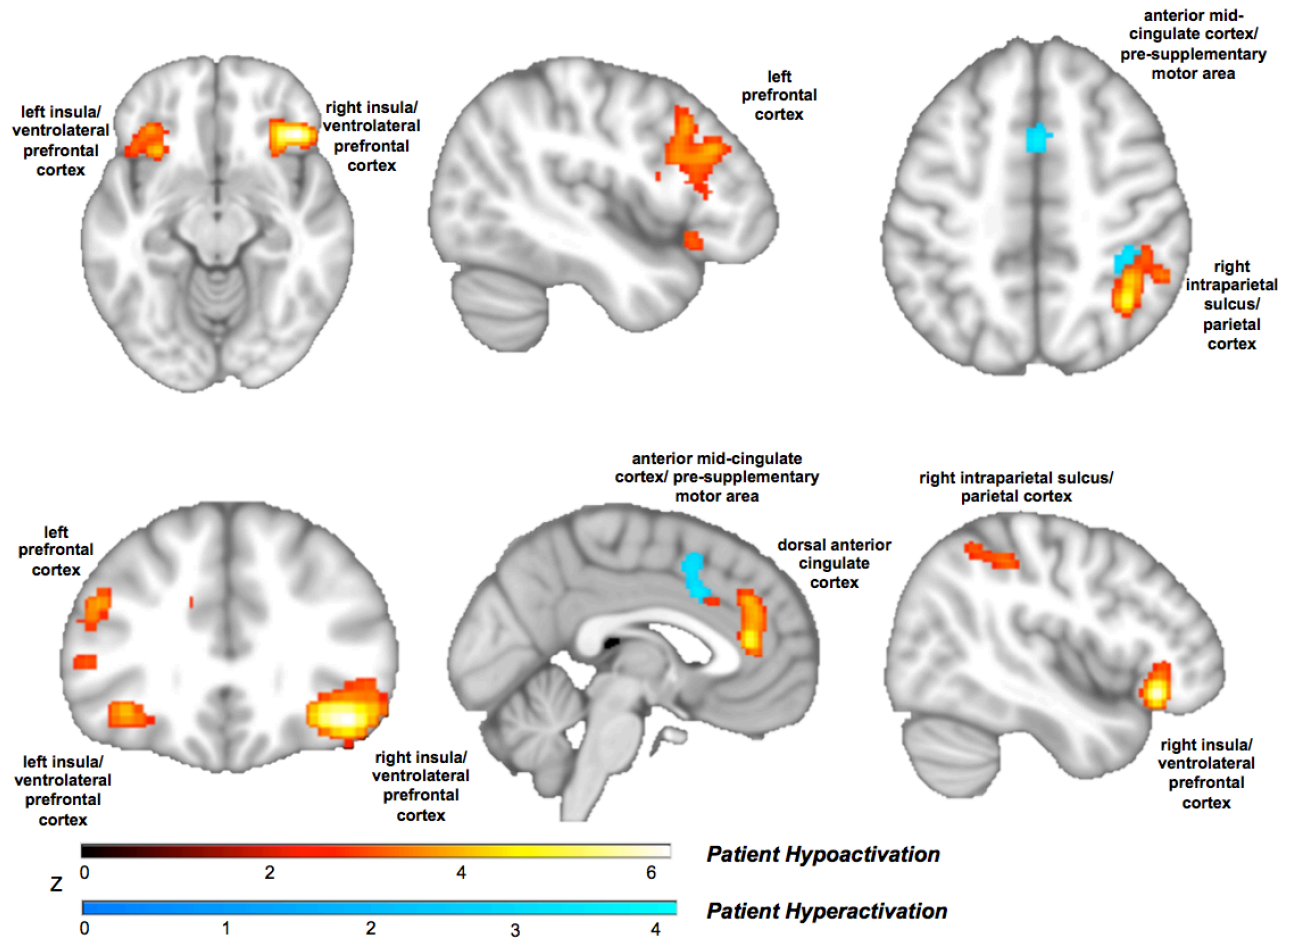 anterior mid-
cingulate cortex/
pre-supplementary
motor area
left insula/
ventrolateral
prefrontal
cortex
right insula/
ventrolateral
prefrontal
cortex
left
prefrontal
cortex
right
intraparietal
sulcus/
parietal
cortex
left
prefrontal
cortex
anterior mid-cingulate
cortex/ pre-supplementary
motor area
dorsal anterior
cingulate
cortex
right intraparietal sulcus/
parietal cortex
left insula/
ventrolateral
prefrontal
cortex
right insula/
ventrolateral
prefrontal
cortex
right insula/
ventrolateral
prefrontal
cortex
Patient Hypoactivation
0 2 4 6
Z
Patient Hyperactivation
0 1 2 3 4